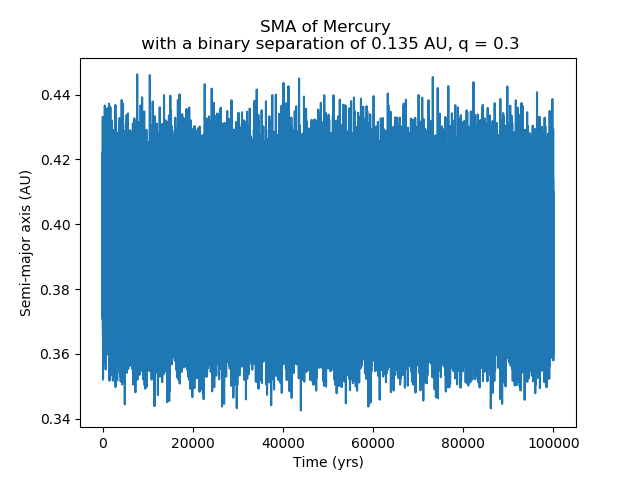 SMA of Mercury
with a binary separation of 0.135 AU, q = 0.3
Semi-major axis (AU)
0.44
0.42
0.40
0.38
0.36
0.34
0 20000 40000 60000 80000 100000
Time (yrs)